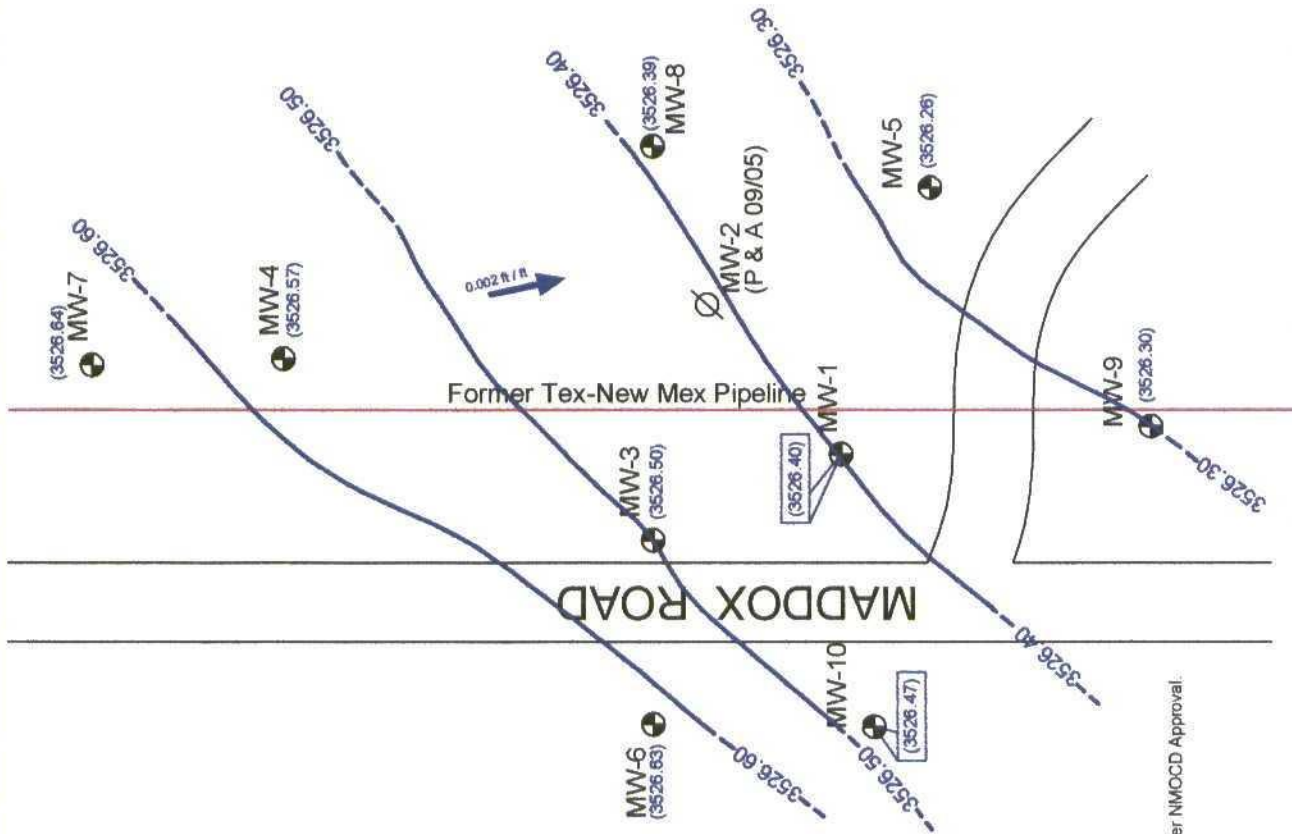 3526.30
3526.40
3526.50
(3526.39)
MW-8
MW-5
(3526.26)
3526.60
MW-2
(P & A 09/05)
(3526.64)
MW-7
MW-4
(3526.57)
0.002 ft / ft
Former Tex-New Mex Pipeline
MW-1
(3526.40)
MW-9
(3526.30)
MW-3
(3526.50)
3526.30
MADDOX ROAD
3526.40
MW-10
(3526.47)
MW-6
(3526.63)
3526.60
3526.50
NMOCD Approval.